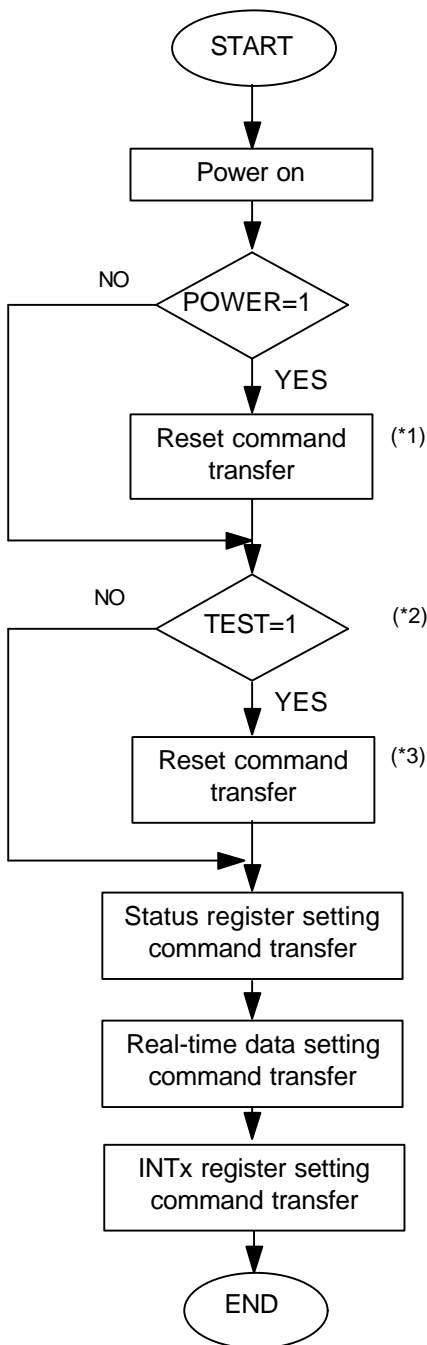 START
Power on
NO
POWER=1
YES
Reset command
transfer
(*1)
NO
TEST=1
(*2)
YES
Reset command
transfer
(*3)
Status register setting
command transfer
Real-time data setting
command transfer
INTx register setting
command transfer
END